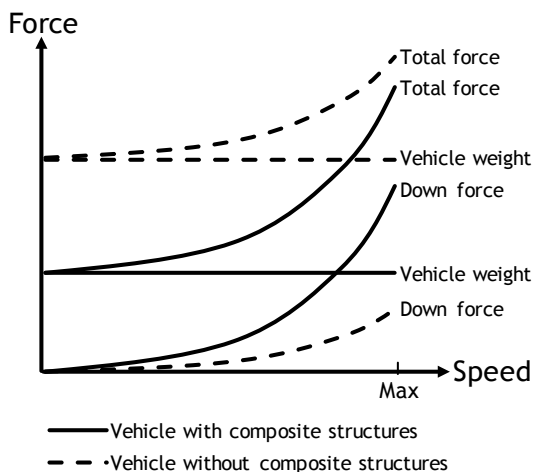 Force
Total force
Total force
Vehicle weight
Down force
Vehicle weight
Down force
Speed
Max
Vehicle with composite structures
Vehicle without composite structures